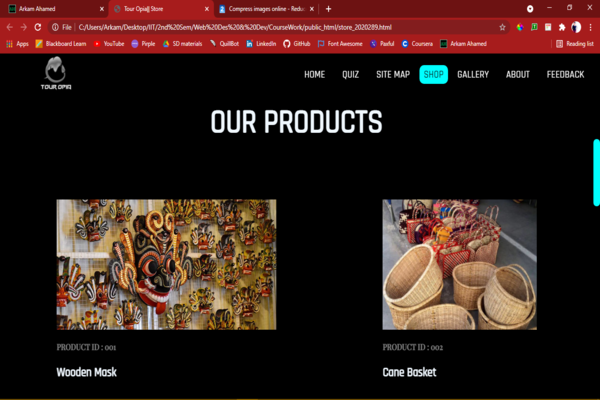 Arkam Ahamed
Tour Opia|| Store
Compress images online - Redu
File
C:/Users/Arkam/Desktop/IIT/2nd%20Sem/Web%20Des%20&%20Dev/CourseWork/public_html/store_2020289.html
Apps
Blackboard Learn
YouTube
Pirple
SD materials
QuillBot
LinkedIn
GitHub
Font Awesome
Paxful
Coursera
Arkam Ahamed
Reading list
TOUR OPIA
HOME
QUIZ
SITE MAP
SHOP
GALLERY
ABOUT
FEEDBACK
OUR PRODUCTS
PRODUCT ID : 001
PRODUCT ID : 002
Wooden Mask
Cane Basket